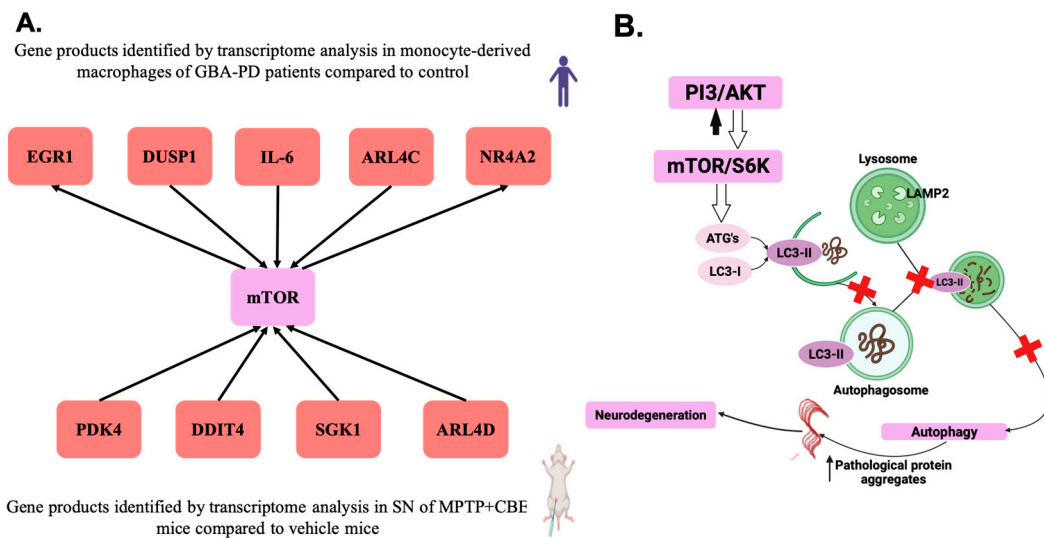 A.
Gene products identified by transcriptome analysis in monocyte-derived
macrophages of GBA-PD patients compared to control
EGR1
DUSP1
IL-6
ARL4C
NR4A2
mTOR
PDK4
DDIT4
SGK1
ARL4D
Gene products identified by transcriptome analysis in SN of MPTP+CBE
mice compared to vehicle mice
B.
PI3/AKT
mTOR/S6K
ATG's
LC3-I
LC3-II
Lysosome
LAMP2
LC3-II
LC3-II
Autophagosome
Neurodegeneration
Autophagy
Pathological protein
aggregates